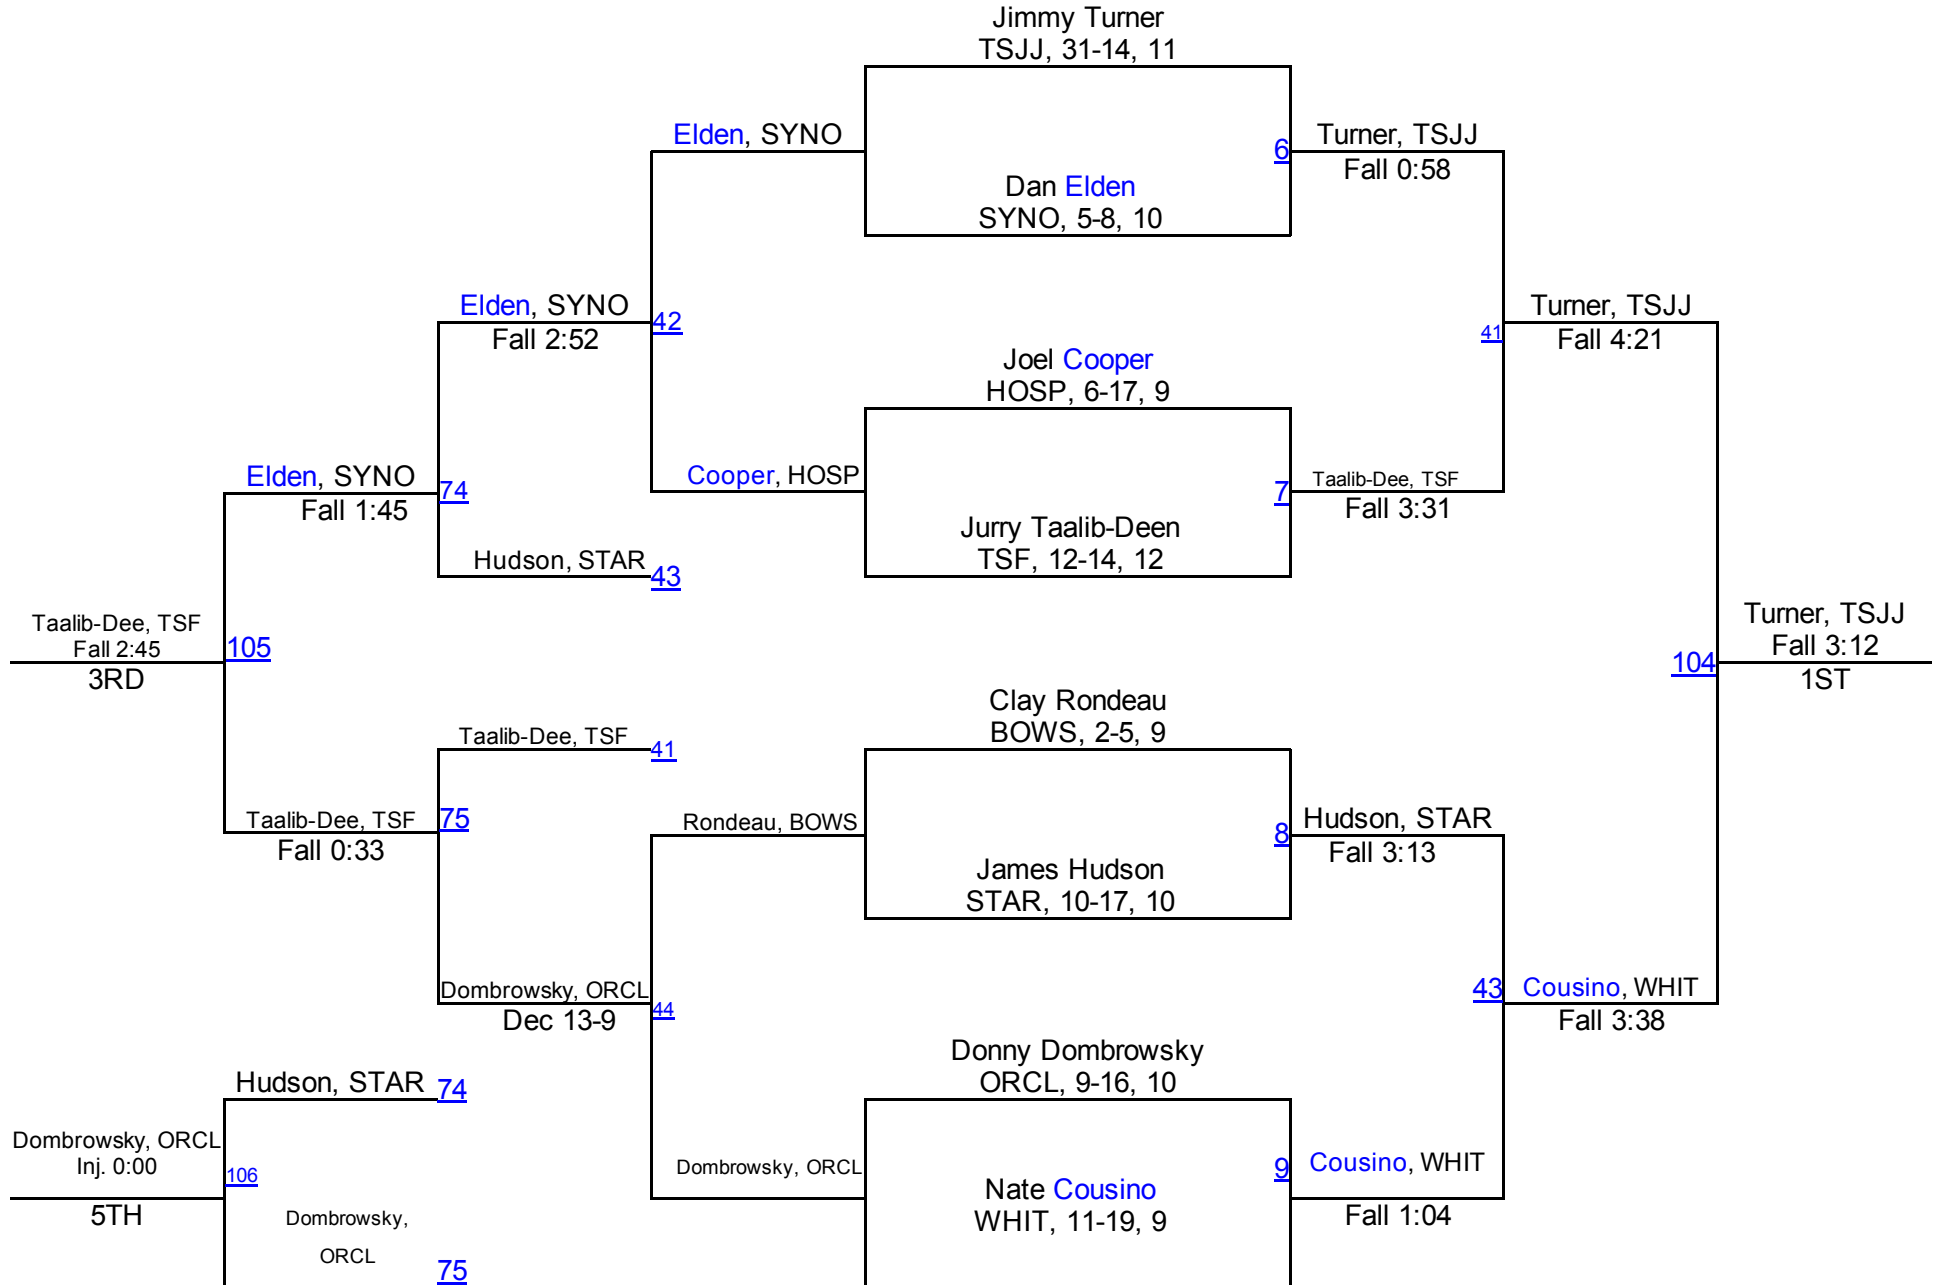 Jimmy Turner
TSJJ, 31-14, 11
Elden, SYNO
6
Turner, TSJJ
Fall 0:58
Dan Elden
SYNO, 5-8, 10
Elden, SYNO
Fall 2:52
42
Turner, TSJJ
Fall 4:21
41
Joel Cooper
HOSP, 6-17, 9
Elden, SYNO
Fall 1:45
74
Cooper, HOSP
7
Taalib-Dee, TSF
Fall 3:31
Jurry Taalib-Deen
TSF, 12-14, 12
Hudson, STAR
43
Taalib-Dee, TSF
Fall 2:45
3RD
105
104
Turner, TSJJ
Fall 3:12
1ST
Clay Rondeau
BOWS, 2-5, 9
Taalib-Dee, TSF
41
Taalib-Dee, TSF
Fall 0:33
75
Rondeau, BOWS
8
Hudson, STAR
Fall 3:13
James Hudson
STAR, 10-17, 10
Dombrowsky, ORCL
Dec 13-9
44
43
Cousino, WHIT
Fall 3:38
Donny Dombrowsky
ORCL, 9-16, 10
Hudson, STAR
74
Dombrowsky, ORCL
Inj. 0:00
5TH
106
Dombrowsky, ORCL
9
Cousino, WHIT
Fall 1:04
Nate Cousino
WHIT, 11-19, 9
Dombrowsky,
ORCL
75